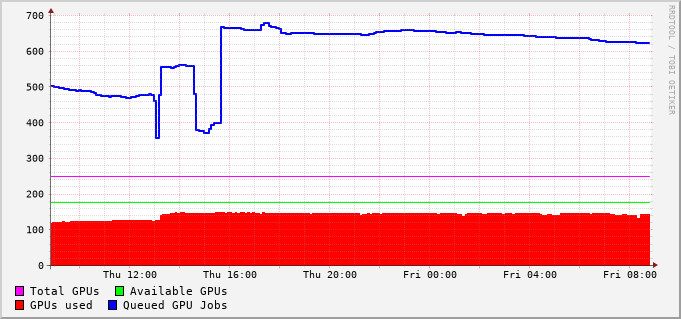 700
600
500
400
300
200
100
0
Thu 12:00 Thu 16:00 Thu 20:00 Fri 00:00 Fri 04:00 Fri 08:00
Total GPUs Available GPUs
GPUs used Queued GPU Jobs
RRDTOOL / TOBI OETIKER